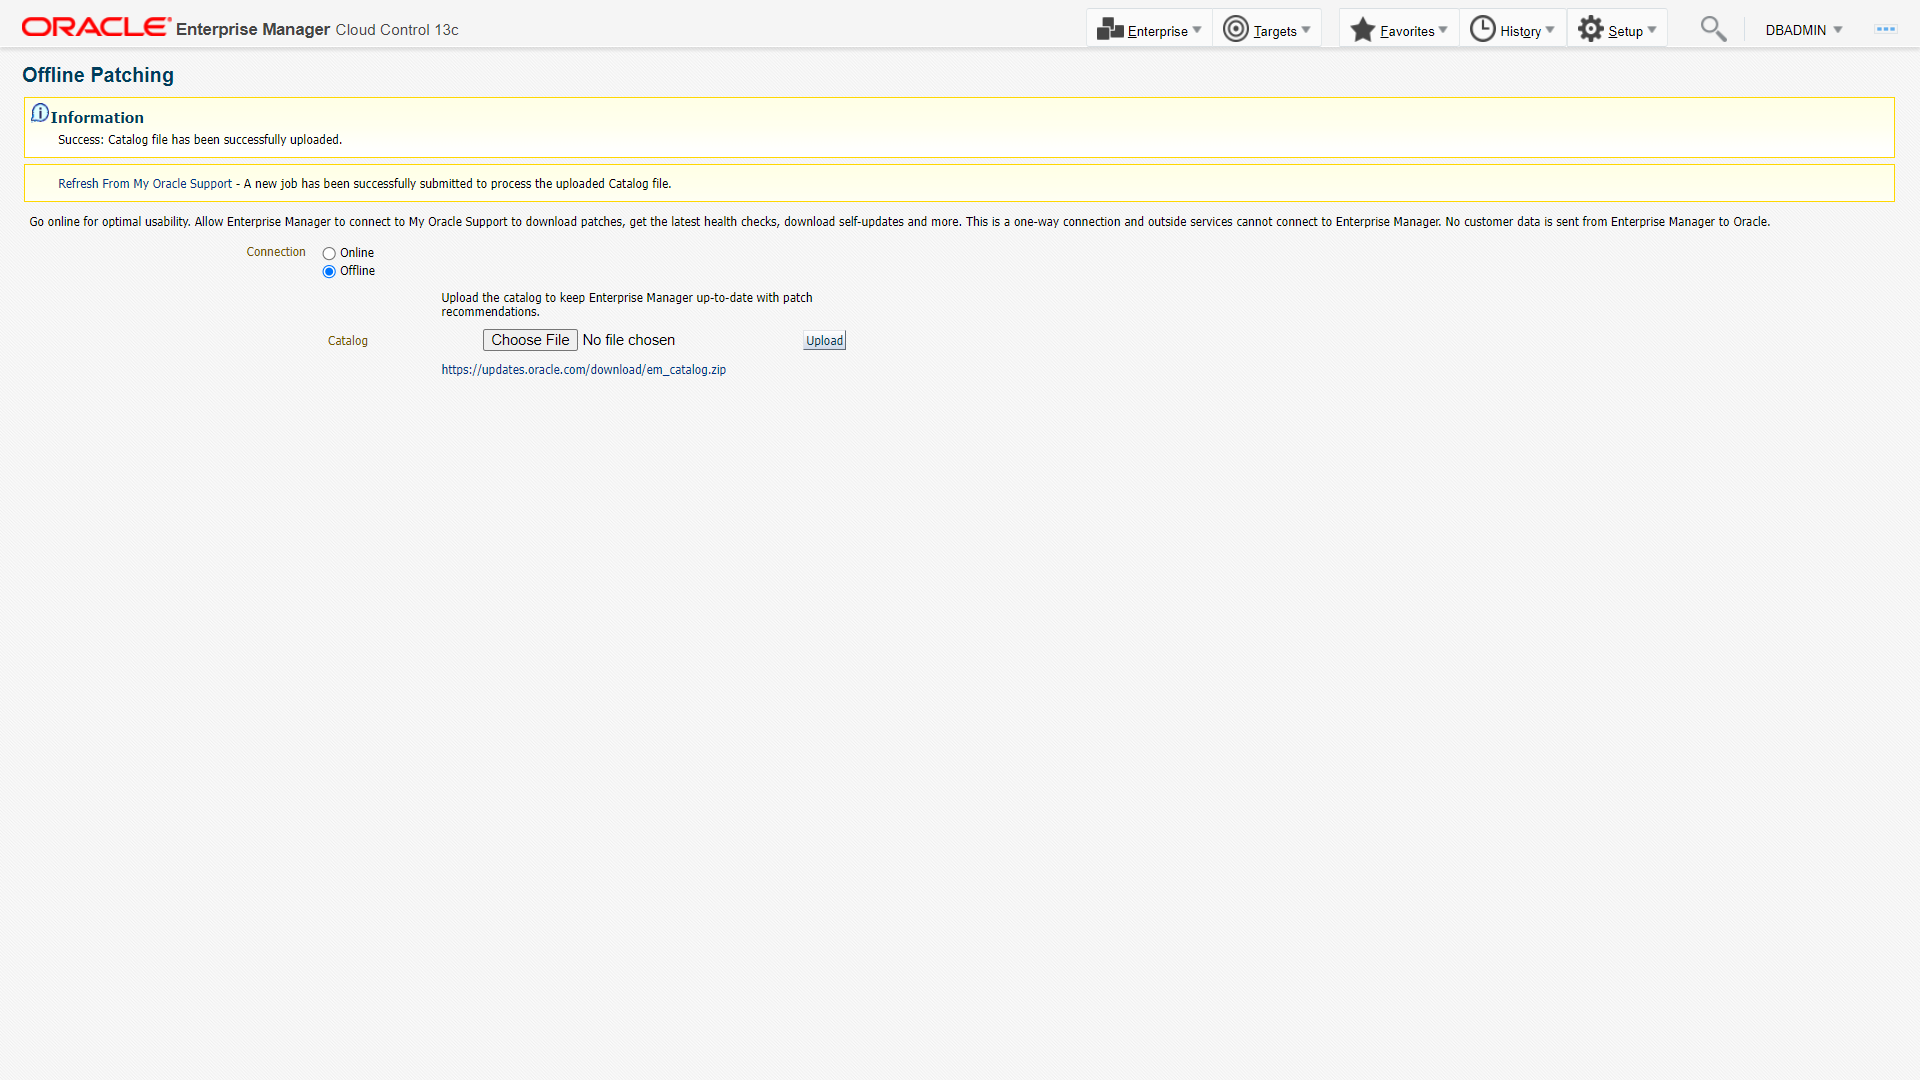 ORACLE Enterprise Manager Cloud Control 13c
Enterprise
Targets
Favorites
History
Setup
DBADMIN
Offline Patching
Information
Success: Catalog file has been successfully uploaded.
Refresh From My Oracle Support - A new job has been successfully submitted to process the uploaded Catalog file.
Go online for optimal usability. Allow Enterprise Manager to connect to My Oracle Support to download patches, get the latest health checks, download self-updates and more. This is a one-way connection and outside services cannot connect to Enterprise Manager. No customer data is sent from Enterprise Manager to Oracle.
Connection
Online
Offline
Upload the catalog to keep Enterprise Manager up-to-date with patch
recommendations.
Catalog
Choose File No file chosen
Upload
https://updates.oracle.com/download/em_catalog.zip